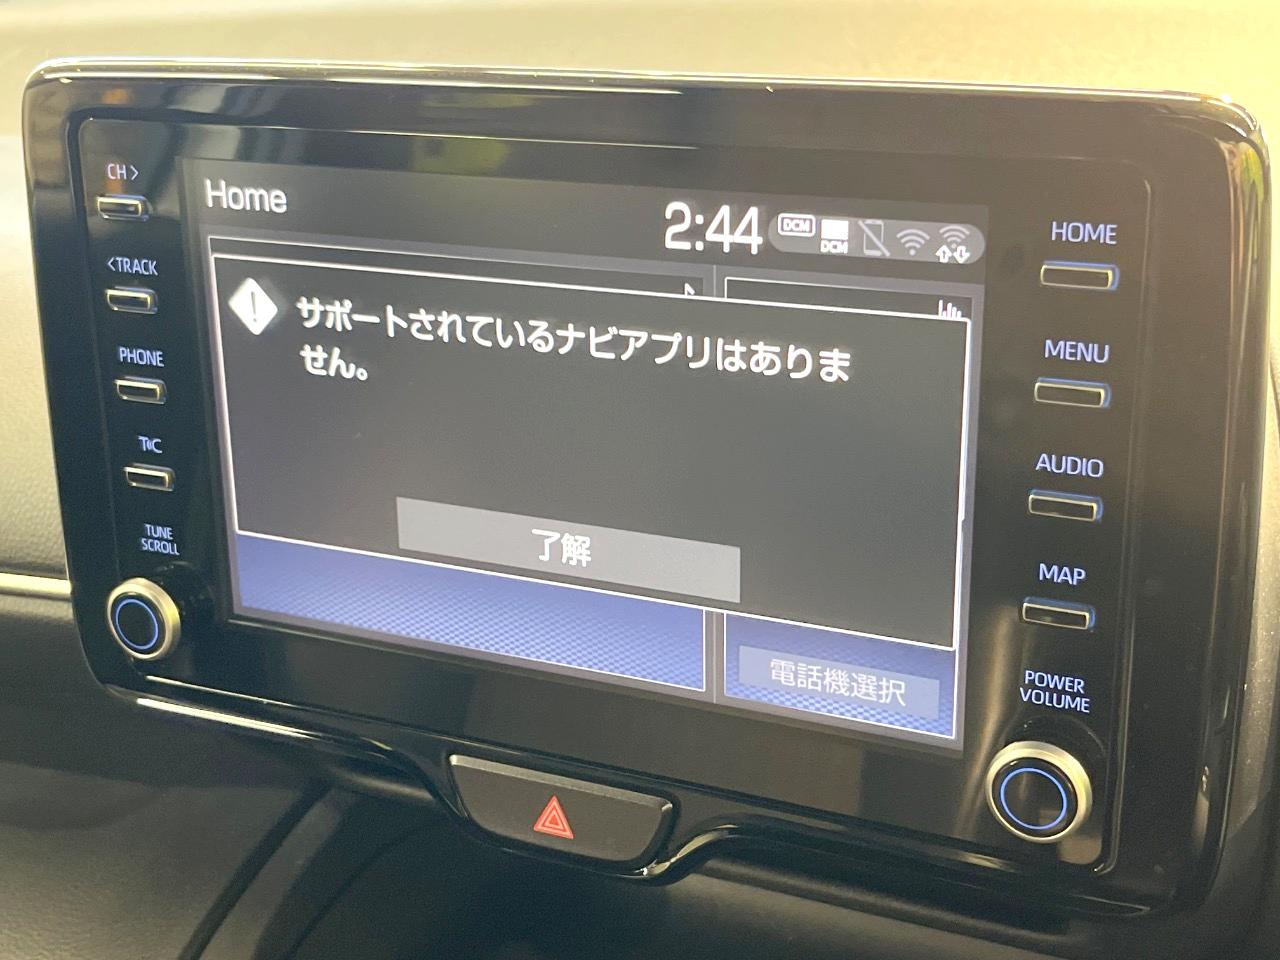 CH >
Home
2:44
DCM
DCM
HOME
<TRACK
サポートされているナビアプリはありま
せん。
PHONE
MENU
T&C
AUDIO
TUNE
SCROLL
了解
MAP
電話機選択
POWER
VOLUME